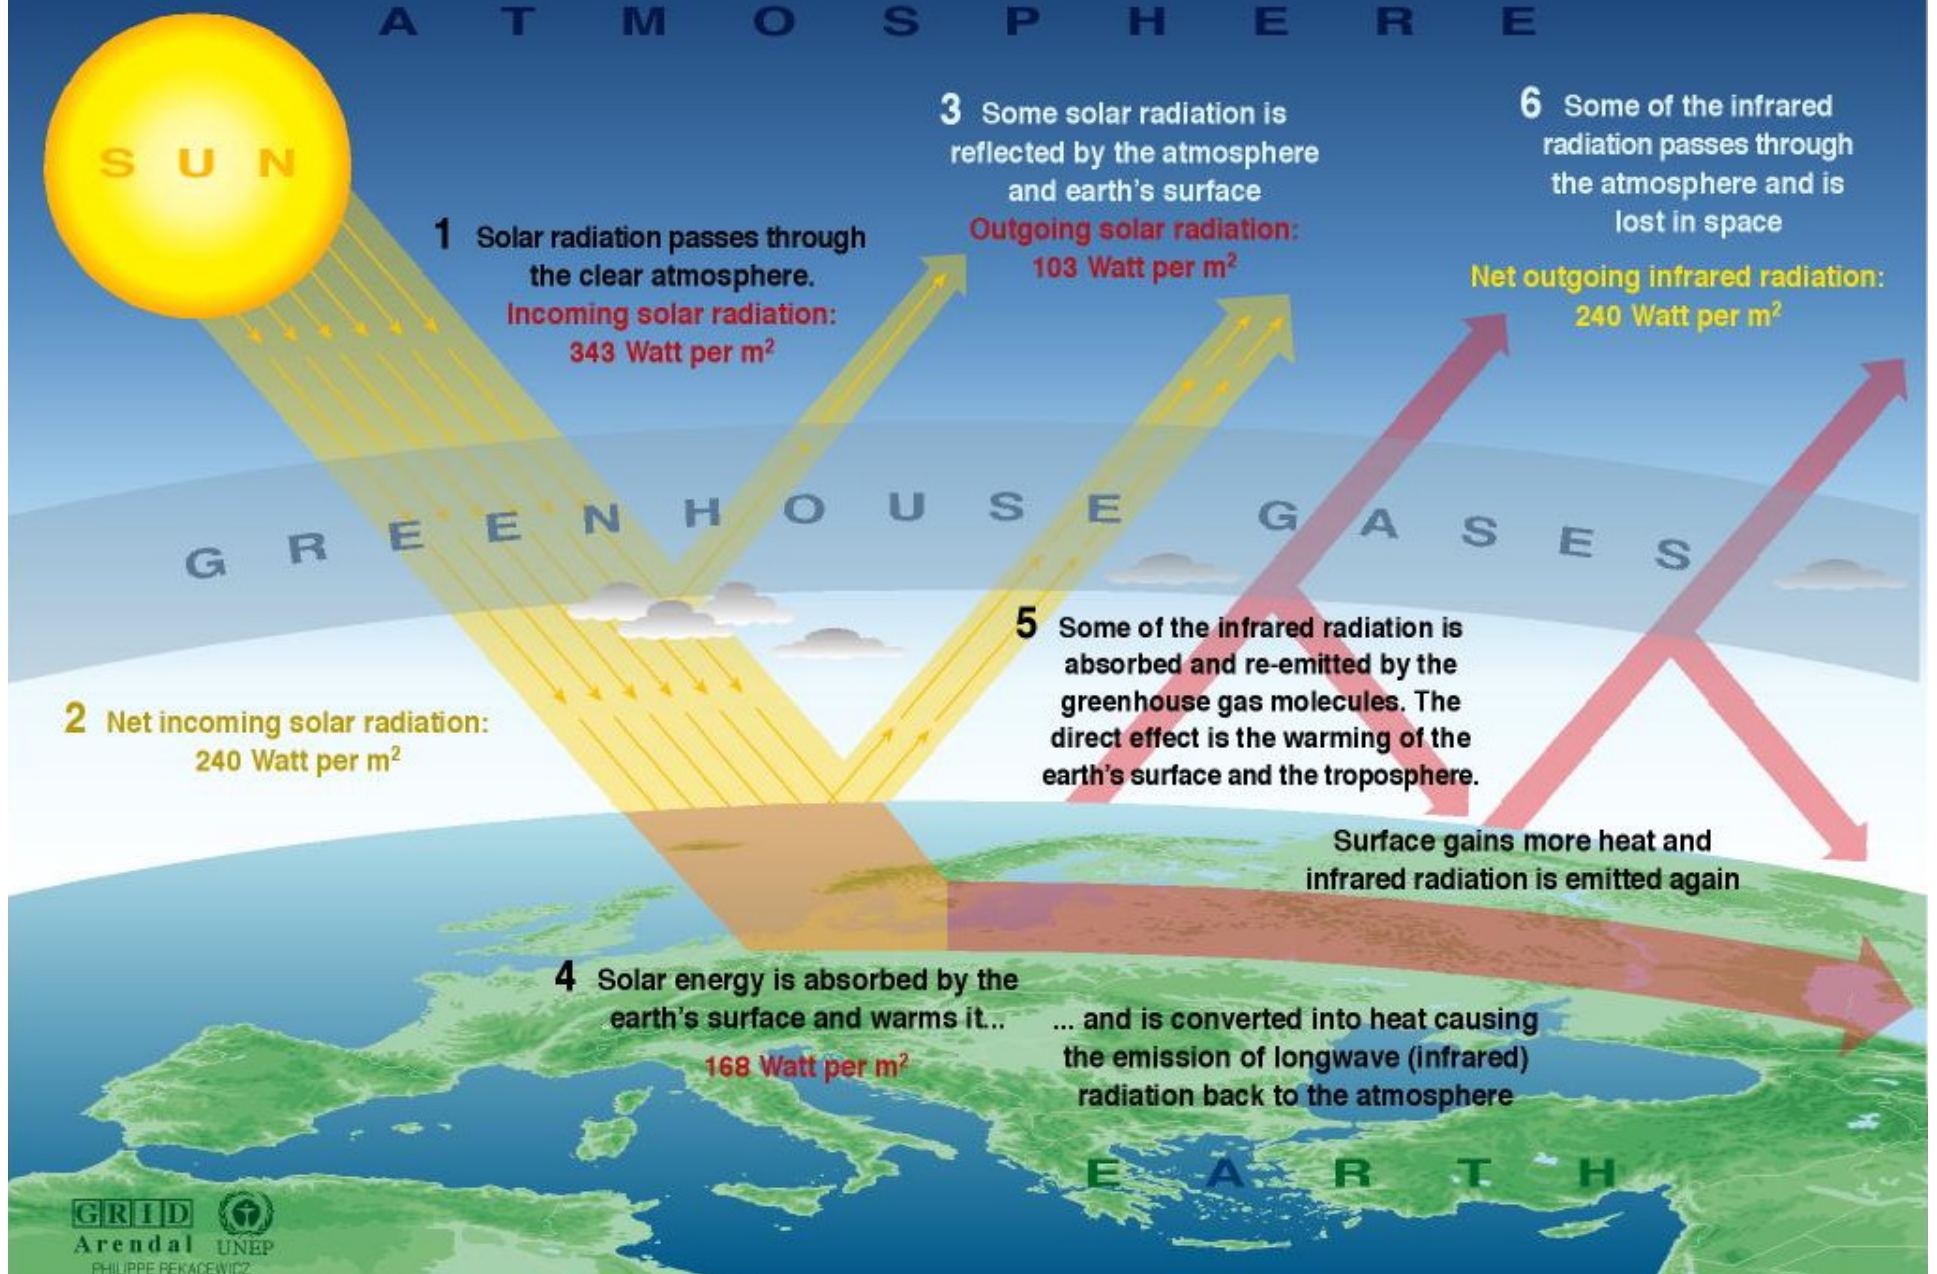 A T M O S P H E R E
S U N
1 Solar radiation passes through
the clear atmosphere.
Incoming solar radiation:
343 Watt per m²
3 Some solar radiation is
reflected by the atmosphere
and earth's surface
Outgoing solar radiation:
103 Watt per m²
6 Some of the infrared
radiation passes through
the atmosphere and is
lost in space
Net outgoing infrared radiation:
240 Watt per m²
G R E E N H O U S E G A S E S
2 Net incoming solar radiation:
240 Watt per m²
5 Some of the infrared radiation is
absorbed and re-emitted by the
greenhouse gas molecules. The
direct effect is the warming of the
earth's surface and the troposphere.
Surface gains more heat and
infrared radiation is emitted again
4 Solar energy is absorbed by the
earth's surface and warms it...
168 Watt per m²
... and is converted into heat causing
the emission of longwave (infrared)
radiation back to the atmosphere
E A R T H
GRID
Arendal
UNEP
PHILIPPE REKACEWICZ